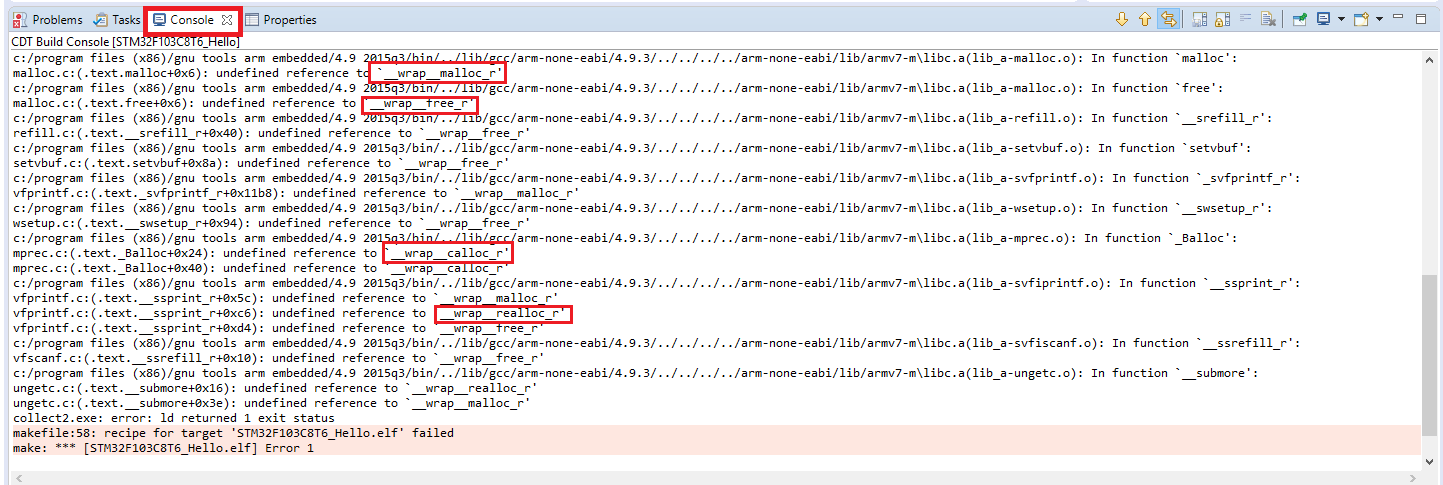 Problems Tasks Console Properties
CDT Build Console [STM32F103C8T6_Hello]
c:/program files (x86)/gnu tools arm embedded/4.9 2015q3/bin/../lib/gcc/arm-none-eabi/4.9.3/../../../../arm-none-eabi/lib/armv7-m\libc.a(lib_a-malloc.o): In function `malloc':
malloc.c:(.text.malloc+0x6): undefined reference to `__wrap__malloc_r'
c:/program files (x86)/gnu tools arm embedded/4.9 2015q3/bin/../lib/gcc/arm-none-eabi/4.9.3/../../../../arm-none-eabi/lib/armv7-m\libc.a(lib_a-malloc.o): In function `free':
malloc.c:(.text.free+0x6): undefined reference to `__wrap__free_r'
c:/program files (x86)/gnu tools arm embedded/4.9 2015q3/bin/../lib/gcc/arm-none-eabi/4.9.3/../../../../arm-none-eabi/lib/armv7-m\libc.a(lib_a-refill.o): In function `__srefill_r':
refill.c:(.text.__srefill_r+0x40): undefined reference to `__wrap__free_r'
c:/program files (x86)/gnu tools arm embedded/4.9 2015q3/bin/../lib/gcc/arm-none-eabi/4.9.3/../../../../arm-none-eabi/lib/armv7-m\libc.a(lib_a-setvbuf.o): In function `setvbuf':
setvbuf.c:(.text.setvbuf+0x8a): undefined reference to `__wrap__free_r'
c:/program files (x86)/gnu tools arm embedded/4.9 2015q3/bin/../lib/gcc/arm-none-eabi/4.9.3/../../../../arm-none-eabi/lib/armv7-m\libc.a(lib_a-svfprintf.o): In function `_svfprintf_r':
vfprintf.c:(.text._svfprintf_r+0x11b8): undefined reference to `__wrap__malloc_r'
c:/program files (x86)/gnu tools arm embedded/4.9 2015q3/bin/../lib/gcc/arm-none-eabi/4.9.3/../../../../arm-none-eabi/lib/armv7-m\libc.a(lib_a-wsetup.o): In function `__swsetup_r':
wsetup.c:(.text.__swsetup_r+0x94): undefined reference to `__wrap__free_r'
c:/program files (x86)/gnu tools arm embedded/4.9 2015q3/bin/../lib/gcc/arm-none-eabi/4.9.3/../../../../arm-none-eabi/lib/armv7-m\libc.a(lib_a-mprec.o): In function `_Balloc':
mprec.c:(.text._Balloc+0x24): undefined reference to `__wrap__calloc_r'
mprec.c:(.text._Balloc+0x40): undefined reference to `__wrap__calloc_r'
c:/program files (x86)/gnu tools arm embedded/4.9 2015q3/bin/../lib/gcc/arm-none-eabi/4.9.3/../../../../arm-none-eabi/lib/armv7-m\libc.a(lib_a-svfiprintf.o): In function `__ssprint_r':
vfprintf.c:(.text.__ssprint_r+0x5c): undefined reference to `__wrap__malloc_r'
vfprintf.c:(.text.__ssprint_r+0xc6): undefined reference to `__wrap__realloc_r'
vfprintf.c:(.text.__ssprint_r+0xd4): undefined reference to `__wrap__free_r'
c:/program files (x86)/gnu tools arm embedded/4.9 2015q3/bin/../lib/gcc/arm-none-eabi/4.9.3/../../../../arm-none-eabi/lib/armv7-m\libc.a(lib_a-svfiscanf.o): In function `__ssrefill_r':
vfscanf.c:(.text.__ssrefill_r+0x10): undefined reference to `__wrap__free_r'
c:/program files (x86)/gnu tools arm embedded/4.9 2015q3/bin/../lib/gcc/arm-none-eabi/4.9.3/../../../../arm-none-eabi/lib/armv7-m\libc.a(lib_a-ungetc.o): In function `__submore':
ungetc.c:(.text.__submore+0x16): undefined reference to `__wrap__realloc_r'
ungetc.c:(.text.__submore+0x3e): undefined reference to `__wrap__malloc_r'
collect2.exe: error: ld returned 1 exit status
makefile:58: recipe for target 'STM32F103C8T6_Hello.elf' failed
make: *** [STM32F103C8T6_Hello.elf] Error 1